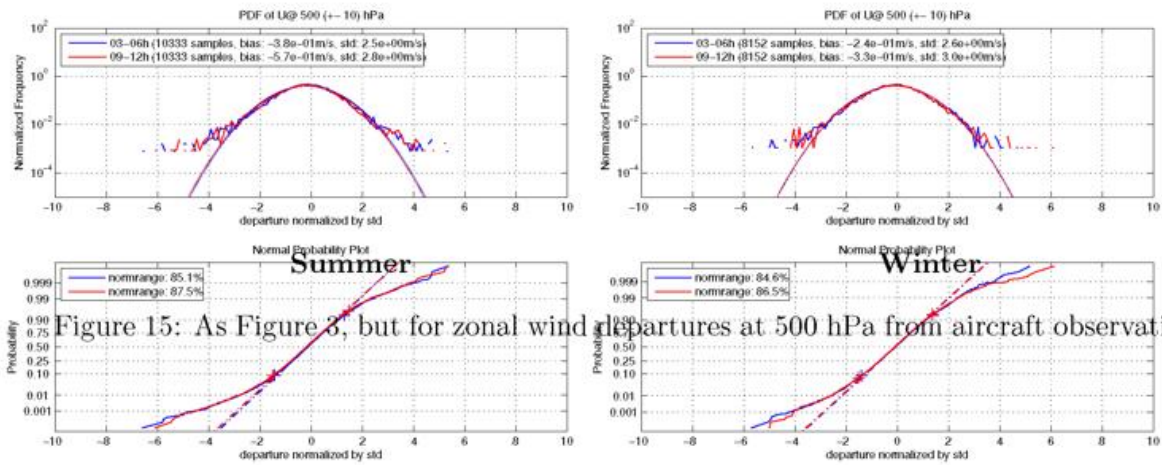 PDF of U@ 500 (+− 10) hPa
10^2
10^0
10^−2
10^−4
Normalized Frequency
03−06h (10333 samples, bias: −3.8e−01m/s, std: 2.5e+00m/s)
09−12h (10333 samples, bias: −5.7e−01m/s, std: 2.8e+00m/s)
−10 −8 −6 −4 −2 0 2 4 6 8 10
departure normalized by std
PDF of U@ 500 (+− 10) hPa
10^2
10^0
10^−2
10^−4
Normalized Frequency
03−06h (8152 samples, bias: −2.4e−01m/s, std: 2.6e+00m/s)
09−12h (8152 samples, bias: −3.3e−01m/s, std: 3.0e+00m/s)
−10 −8 −6 −4 −2 0 2 4 6 8 10
departure normalized by std
Normal Probability Plot
Summer
normrange: 85.1%
normrange: 87.5%
0.999
0.99
0.90
0.75
0.50
0.25
0.10
0.01
0.001
Probability
−10 −8 −6 −4 −2 0 2 4 6 8 10
departure normalized by std
Normal Probability Plot
Winter
normrange: 84.6%
normrange: 86.5%
0.999
0.99
0.90
0.75
0.50
0.25
0.10
0.01
0.001
Probability
−10 −8 −6 −4 −2 0 2 4 6 8 10
departure normalized by std
Figure 15: As Figure 3, but for zonal wind departures at 500 hPa from aircraft observati